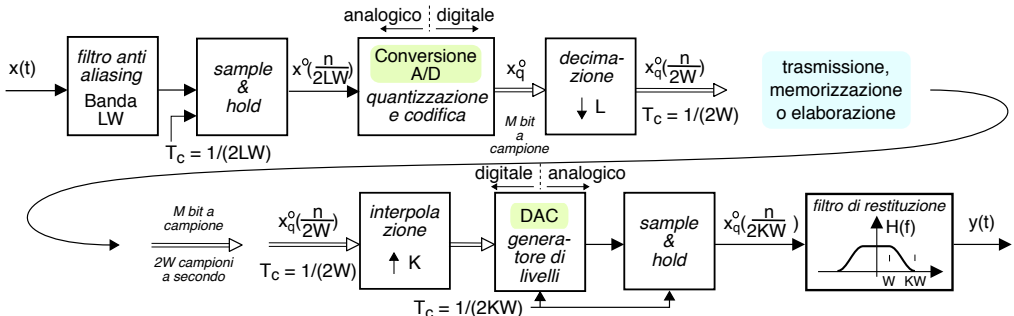 analogico digitale
x(t)
filtro anti
aliasing
Banda
LW
sample
&
hold
T_c = 1/(2LW)
x^o(n/2LW)
Conversione
A/D
quantizzazione
e codifica
x_q^o
M bit
a
campione
decima-
zione
↓ L
x_q^o(n/2W)
T_c = 1/(2W)
trasmissione,
memorizzazione
o elaborazione
M bit a
campione
2W campioni
a secondo
x_q^o(n/2W)
T_c = 1/(2W)
interpola
zione
↑ K
digitale analogico
DAC
genera-
tore di
livelli
T_c = 1/(2KW)
sample
&
hold
x_q^o(n/2KW)
filtro di restituzione
H(f)
W KW
y(t)